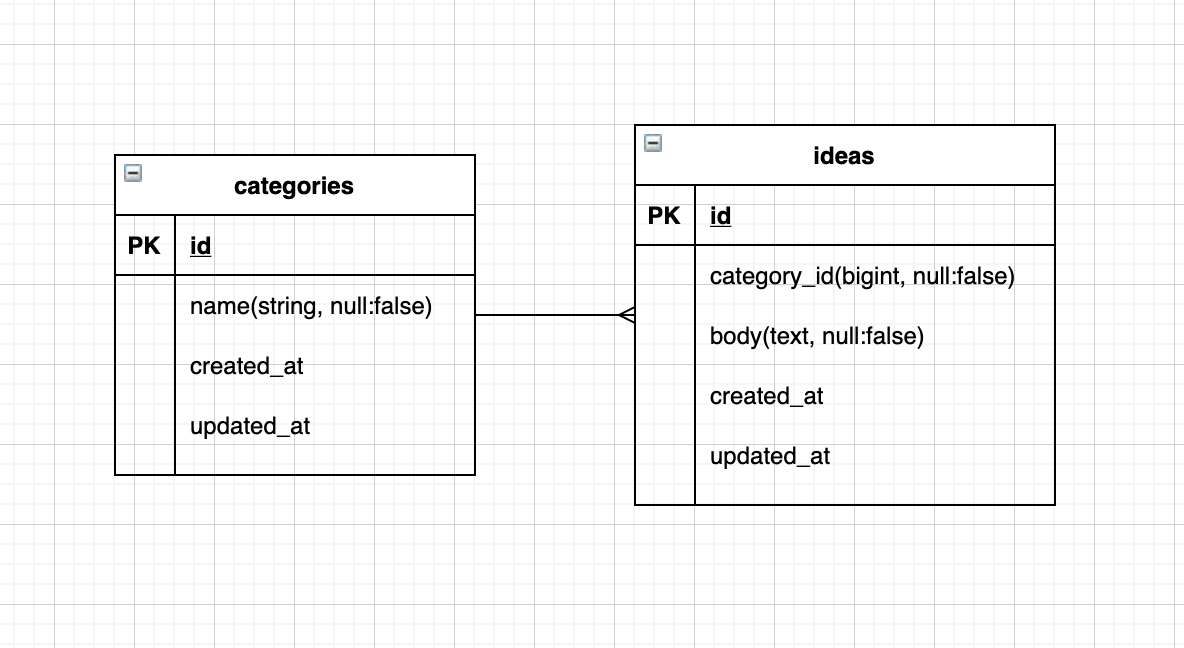 categories
PK id
name(string, null:false)
created_at
updated_at
ideas
PK id
category_id(bigint, null:false)
body(text, null:false)
created_at
updated_at